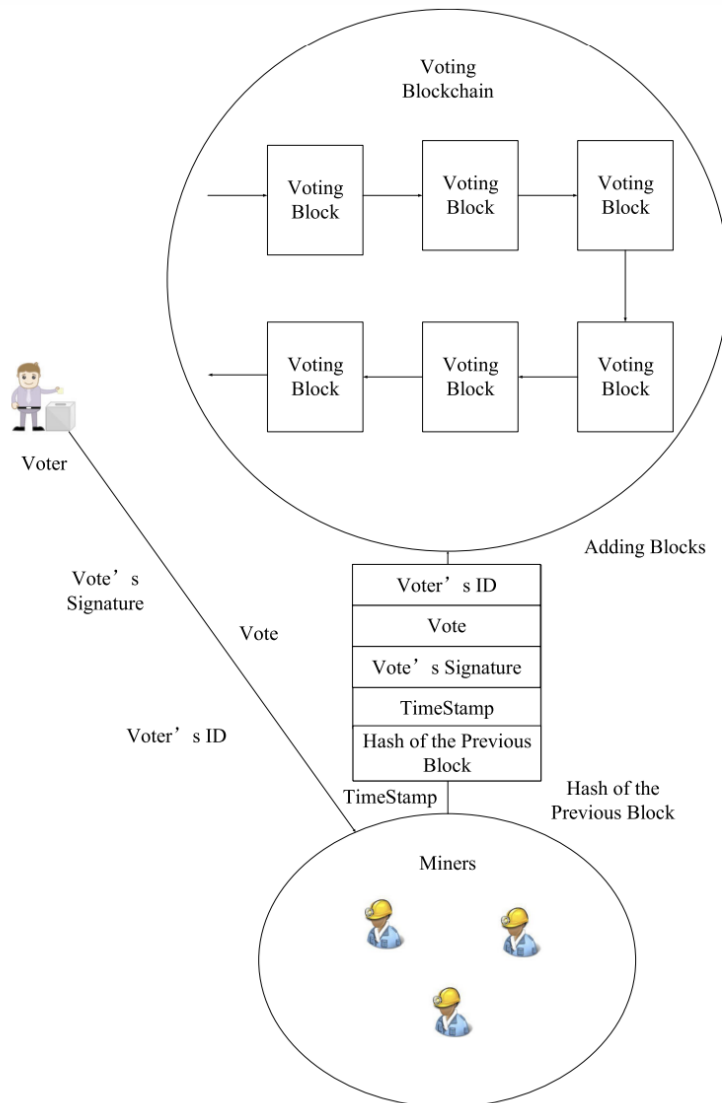 Voting
Blockchain
Voting
Block
Voting
Block
Voting
Block
Voting
Block
Voting
Block
Voting
Block
Voter
Adding Blocks
Vote’s
Signature
Vote
Voter’s ID
Voter’s ID
Vote
Vote’s Signature
TimeStamp
Hash of the Previous
Block
TimeStamp
Hash of the
Previous Block
Miners